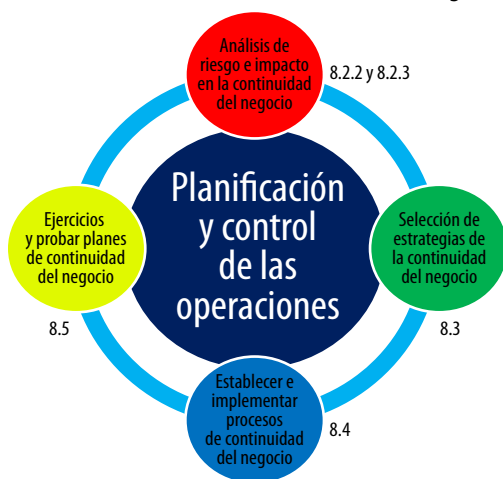 Análisis de
riesgo e impacto
en la continuidad
del negocio
8.2.2 y 8.2.3
Planificación
y control
de las
operaciones
Ejercicios
y probar planes
de continuidad
del negocio
8.5
Selección de
estrategias de
la continuidad
del negocio
8.3
Establecer e
implementar
procesos
de continuidad
del negocio
8.4